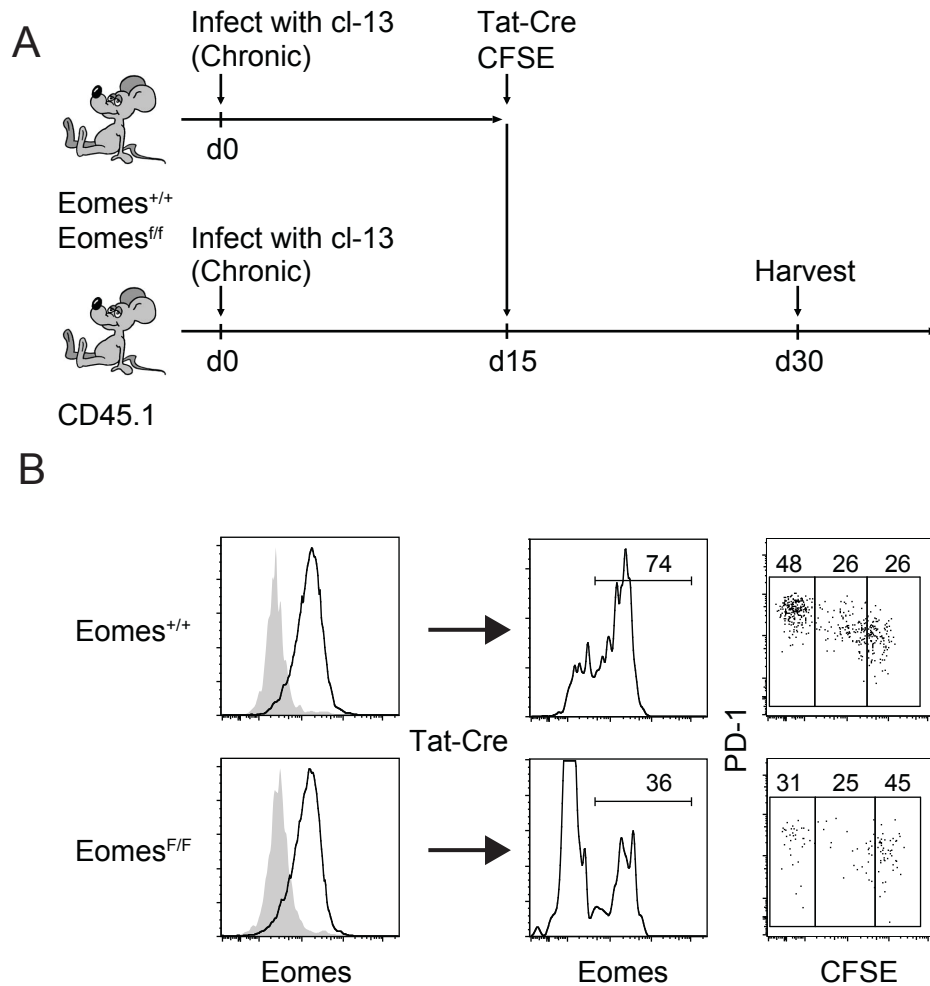 A
Infect with cl-13
(Chronic)
Tat-Cre
CFSE
d0
Eomes+/+
Eomesf/f
Infect with cl-13
(Chronic)
Harvest
d0
d15
d30
CD45.1
B
Eomes+/+
74
48 26 26
Tat-Cre
PD-1
EomesF/F
36
31 25 45
Eomes
Eomes
CFSE